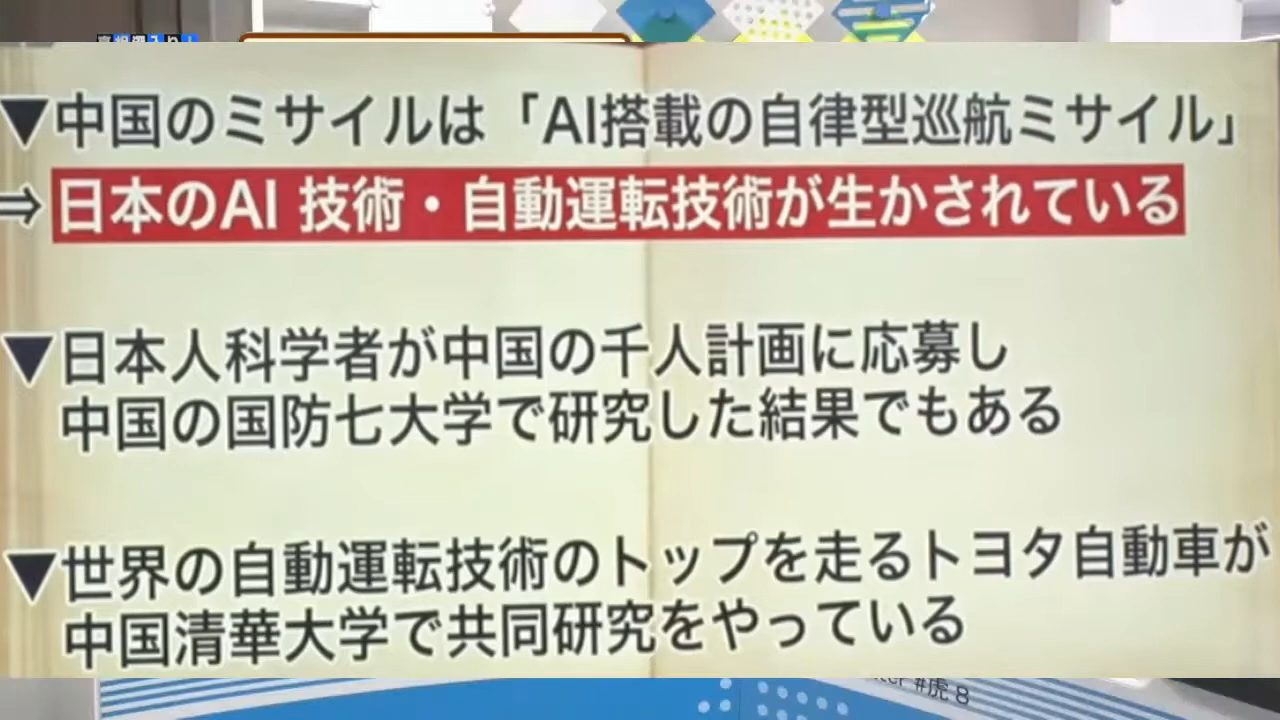 ▼中国のミサイルは「AI搭載の自律型巡航ミサイル」
⇒日本のAI 技術・自動運転技術が生かされている
▼日本人科学者が中国の千人計画に応募し
中国の国防七大学で研究した結果でもある
▼世界の自動運転技術のトップを走るトヨタ自動車が
中国清華大学で共同研究をやっている
#虎8